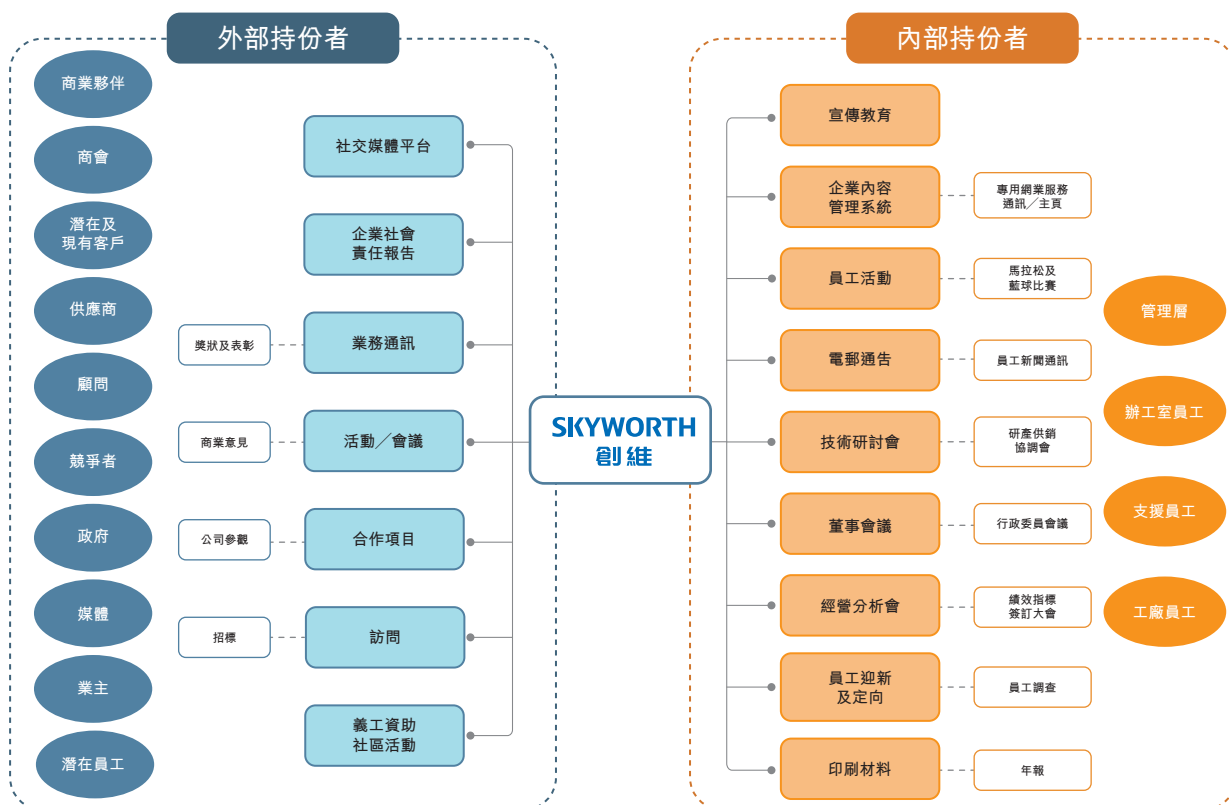 外部持份者
商業夥伴
商會
潛在及
現有客戶
供應商
顧問
競爭者
政府
媒體
業主
潛在員工
社交媒體平台
企業社會
責任報告
業務通訊
獎狀及表彰
活動／會議
商業意見
合作項目
公司參觀
訪問
招標
義工資助
社區活動
SKYWORTH
創維
內部持份者
宣傳教育
企業內容
管理系統
專用網業服務
通訊／主頁
員工活動
馬拉松及
籃球比賽
電郵通告
員工新聞通訊
技術研討會
研產供銷
協調會
董事會議
行政委員會議
經營分析會
績效指標
簽訂大會
員工迎新
及定向
員工調查
印刷材料
年報
管理層
辦工室員工
支援員工
工廠員工